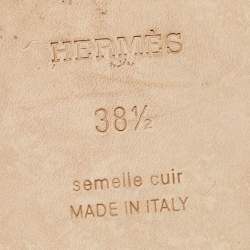 HERMÈS
38½
semelle cuir
MADE IN ITALY